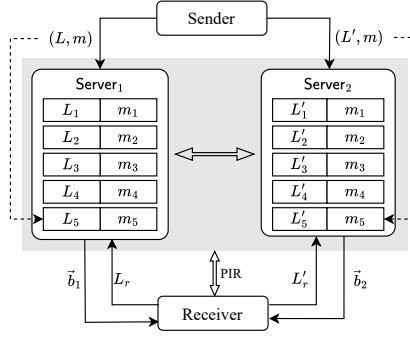 Sender
(L, m) (L′, m)
Server₁ Server₂
L₁ m₁ L′₁ m₁
L₂ m₂ L′₂ m₂
L₃ m₃ L′₃ m₃
L₄ m₄ L′₄ m₄
L₅ m₅ L′₅ m₅
b⃗₁ Lᵣ PIR L′ᵣ b⃗₂
Receiver